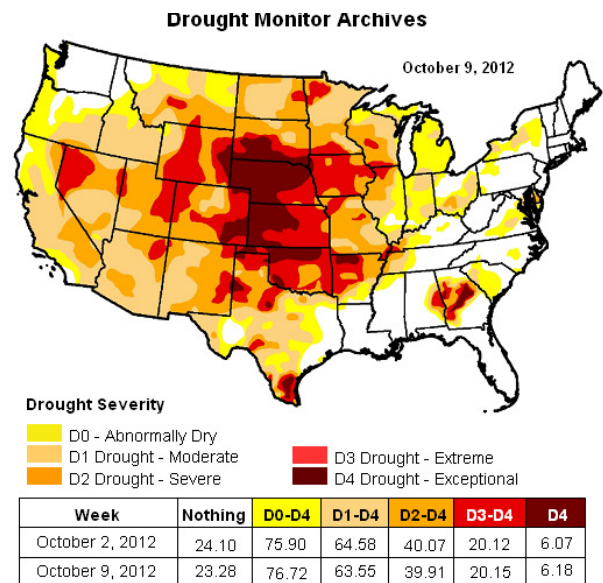 Drought Monitor Archives
October 9, 2012
Drought Severity
D0 - Abnormally Dry
D1 Drought - Moderate
D2 Drought - Severe
D3 Drought - Extreme
D4 Drought - Exceptional
Week Nothing D0-D4 D1-D4 D2-D4 D3-D4 D4
October 2, 2012 24.10 75.90 64.58 40.07 20.12 6.07
October 9, 2012 23.28 76.72 63.55 39.91 20.15 6.18